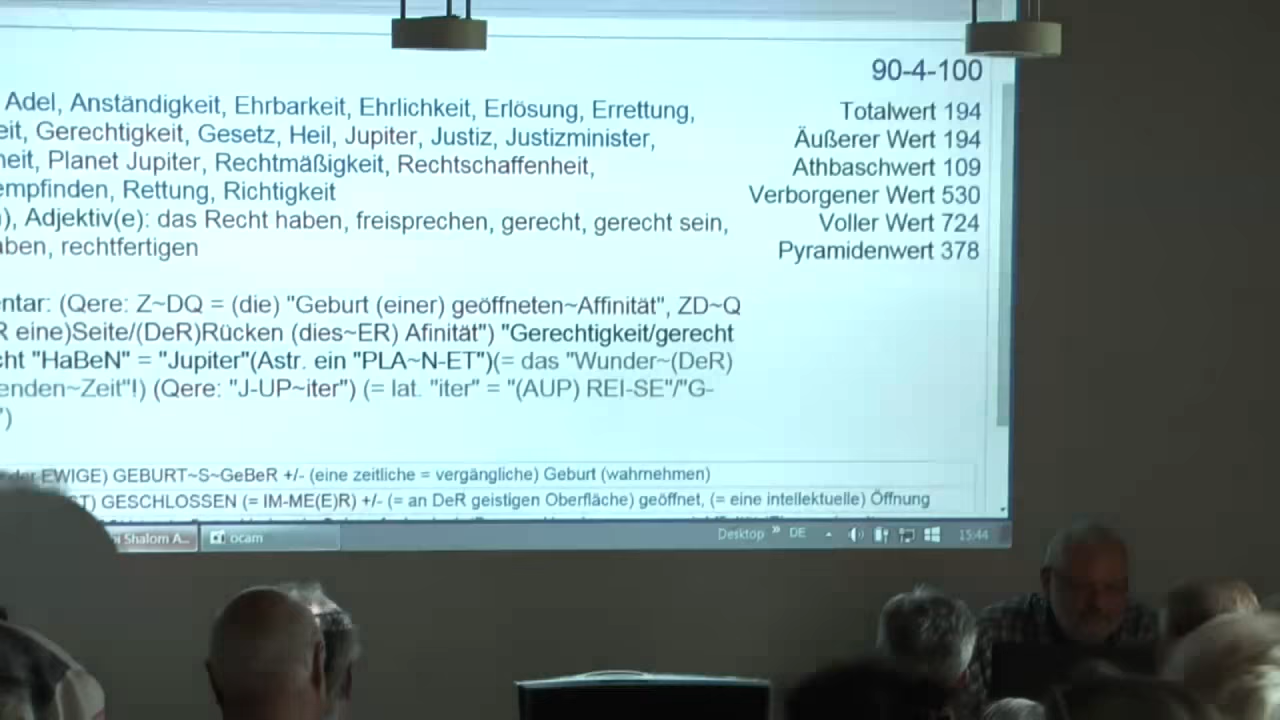 90-4-100
Adel, Anständigkeit, Ehrbarkeit, Ehrlichkeit, Erlösung, Errettung,
Totalwert 194
eit, Gerechtigkeit, Gesetz, Heil, Jupiter, Justiz, Justizminister,
Äußerer Wert 194
heit, Planet Jupiter, Rechtmäßigkeit, Rechtschaffenheit,
Athbaschwert 109
empfinden, Rettung, Richtigkeit
Verborgener Wert 530
), Adjektiv(e): das Recht haben, freisprechen, gerecht, gerecht sein,
Voller Wert 724
aben, rechtfertigen
Pyramidenwert 378
ntar: (Qere: Z~DQ = (die) "Geburt (einer) geöffneten~Affinität", ZD~Q
R eine)Seite/(DeR)Rücken (dies~ER) Afinität") "Gerechtigkeit/gerecht
cht "HaBeN" = "Jupiter"(Astr. ein "PLA~N-ET")(= das "Wunder~(DeR)
enden~Zeit"!) (Qere: "J-UP~iter") (= lat. "iter" = "(AUP) REI-SE"/"G-
")
der EWIGE) GEBURT~S~GeBeR +/- (eine zeitliche = vergängliche) Geburt (wahrnehmen)
ST) GESCHLOSSEN (= IM-ME(E)R) +/- (= an DeR geistigen Oberfläche) geöffnet, (= eine intellektuelle) Öffnung
i Shalom A... ocam Desktop » DE 15:44